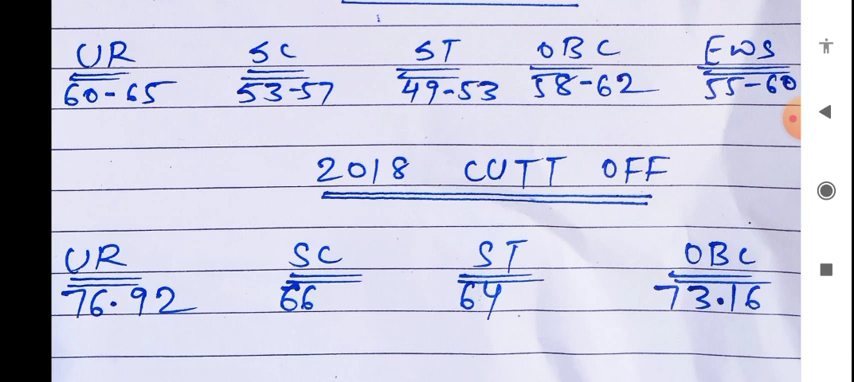 UR SC ST OBC EWS
60-65 53-57 49-53 58-62 55-60
2018 CUTT OFF
UR SC ST OBC
76.92 66 64 73.16